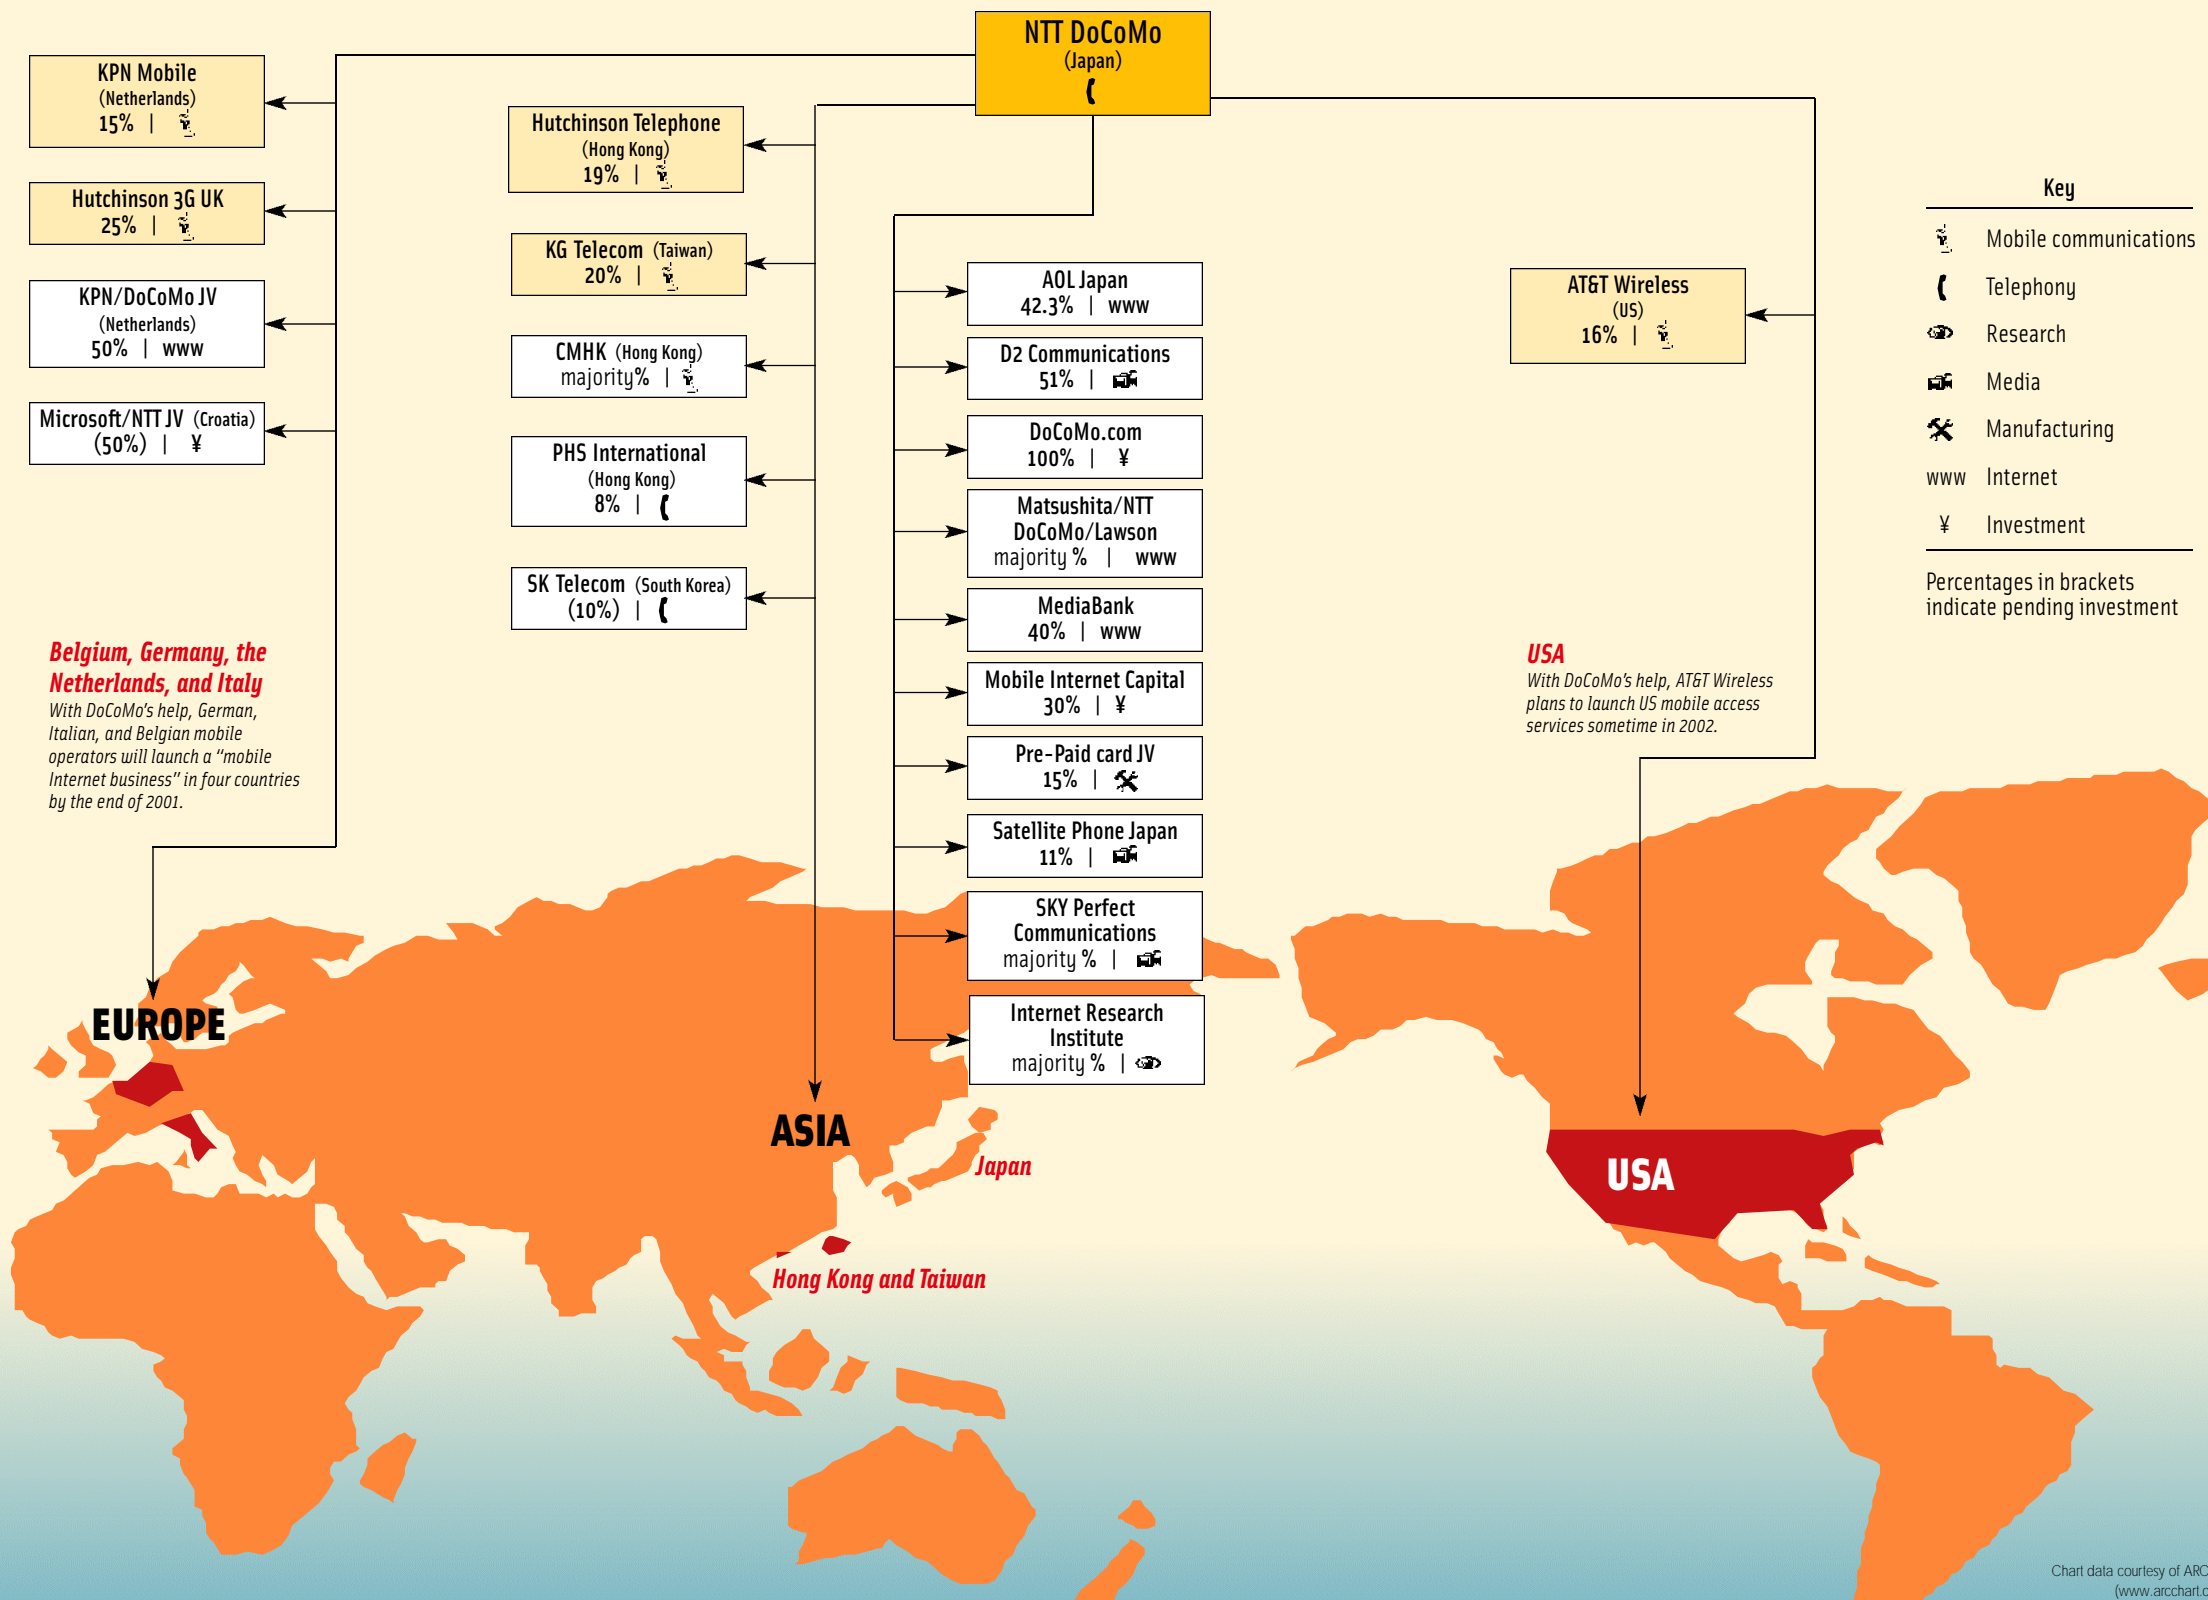 NTT DoCoMo
(Japan)
KPN Mobile
(Netherlands)
15% |
Hutchinson 3G UK
25% |
KPN/DoCoMo JV
(Netherlands)
50% | www
Microsoft/NTT JV (Croatia)
(50%) | ¥
Hutchinson Telephone
(Hong Kong)
19% |
KG Telecom (Taiwan)
20% |
CMHK (Hong Kong)
majority% |
PHS International
(Hong Kong)
8% |
SK Telecom (South Korea)
(10%) |
AOL Japan
42.3% | www
D2 Communications
51% |
DoCoMo.com
100% | ¥
Matsushita/NTT
DoCoMo/Lawson
majority % | www
MediaBank
40% | www
Mobile Internet Capital
30% | ¥
Pre-Paid card JV
15% |
Satellite Phone Japan
11% |
SKY Perfect
Communications
majority % |
Internet Research
Institute
majority % |
AT&T Wireless
(US)
16% |
Key
Mobile communications
Telephony
Research
Media
Manufacturing
www Internet
¥ Investment
Percentages in brackets
indicate pending investment
Belgium, Germany, the
Netherlands, and Italy
With DoCoMo's help, German,
Italian, and Belgian mobile
operators will launch a "mobile
Internet business" in four countries
by the end of 2001.
USA
With DoCoMo's help, AT&T Wireless
plans to launch US mobile access
services sometime in 2002.
EUROPE
ASIA
Japan
Hong Kong and Taiwan
USA
Chart data courtesy of ARC
(www.arcchart.c